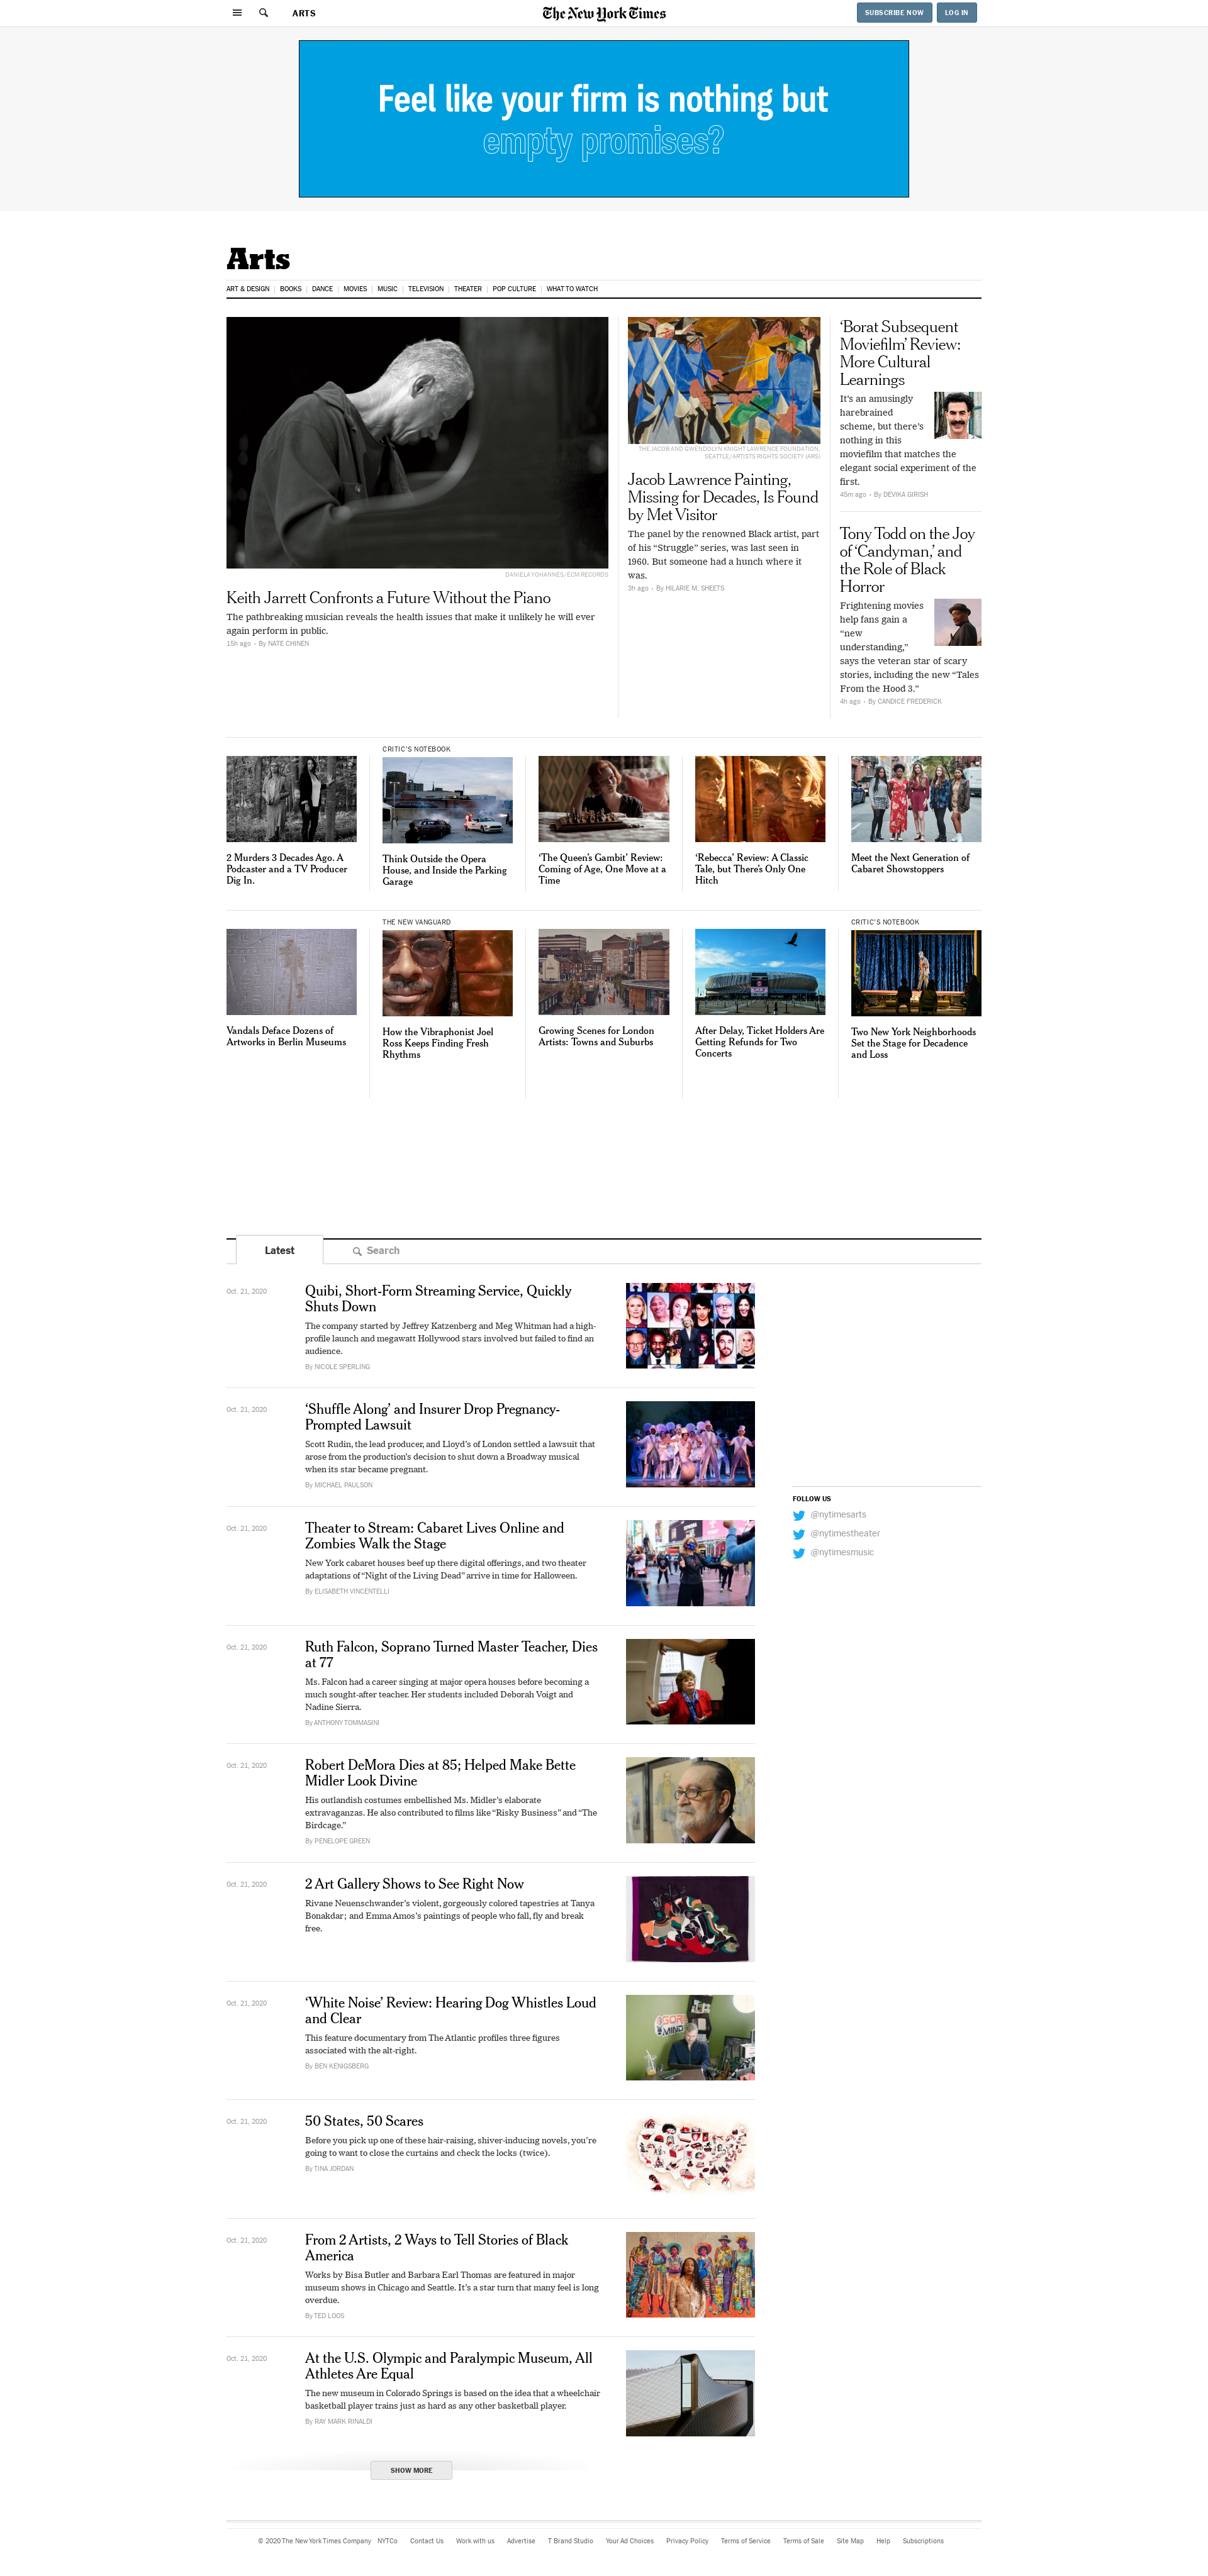 ARTS
The New York Times
SUBSCRIBE NOW
LOG IN
Feel like your firm is nothing but
empty promises?
Arts
ART & DESIGN | BOOKS | DANCE | MOVIES | MUSIC | TELEVISION | THEATER | POP CULTURE | WHAT TO WATCH
DANIELA YOHANNES/ECM RECORDS
Keith Jarrett Confronts a Future Without the Piano
The pathbreaking musician reveals the health issues that make it unlikely he will ever
again perform in public.
15h ago • By NATE CHINEN
THE JACOB AND GWENDOLYN KNIGHT LAWRENCE FOUNDATION,
SEATTLE/ARTISTS RIGHTS SOCIETY (ARS)
Jacob Lawrence Painting,
Missing for Decades, Is Found
by Met Visitor
The panel by the renowned Black artist, part
of his “Struggle” series, was last seen in
1960. But someone had a hunch where it
was.
3h ago • By HILARIE M. SHEETS
‘Borat Subsequent
Moviefilm’ Review:
More Cultural
Learnings
It’s an amusingly
harebrained
scheme, but there’s
nothing in this
moviefilm that matches the
elegant social experiment of the
first.
45m ago • By DEVIKA GIRISH
Tony Todd on the Joy
of ‘Candyman,’ and
the Role of Black
Horror
Frightening movies
help fans gain a
“new
understanding,”
says the veteran star of scary
stories, including the new “Tales
From the Hood 3.”
4h ago • By CANDICE FREDERICK
2 Murders 3 Decades Ago. A
Podcaster and a TV Producer
Dig In.
CRITIC’S NOTEBOOK
Think Outside the Opera
House, and Inside the Parking
Garage
‘The Queen’s Gambit’ Review:
Coming of Age, One Move at a
Time
‘Rebecca’ Review: A Classic
Tale, but There’s Only One
Hitch
Meet the Next Generation of
Cabaret Showstoppers
Vandals Deface Dozens of
Artworks in Berlin Museums
THE NEW VANGUARD
How the Vibraphonist Joel
Ross Keeps Finding Fresh
Rhythms
Growing Scenes for London
Artists: Towns and Suburbs
After Delay, Ticket Holders Are
Getting Refunds for Two
Concerts
CRITIC’S NOTEBOOK
Two New York Neighborhoods
Set the Stage for Decadence
and Loss
Latest
Search
Oct. 21, 2020
Quibi, Short-Form Streaming Service, Quickly
Shuts Down
The company started by Jeffrey Katzenberg and Meg Whitman had a high-
profile launch and megawatt Hollywood stars involved but failed to find an
audience.
By NICOLE SPERLING
Oct. 21, 2020
‘Shuffle Along’ and Insurer Drop Pregnancy-
Prompted Lawsuit
Scott Rudin, the lead producer, and Lloyd’s of London settled a lawsuit that
arose from the production’s decision to shut down a Broadway musical
when its star became pregnant.
By MICHAEL PAULSON
FOLLOW US
@nytimesarts
@nytimestheater
@nytimesmusic
Oct. 21, 2020
Theater to Stream: Cabaret Lives Online and
Zombies Walk the Stage
New York cabaret houses beef up there digital offerings, and two theater
adaptations of “Night of the Living Dead” arrive in time for Halloween.
By ELISABETH VINCENTELLI
Oct. 21, 2020
Ruth Falcon, Soprano Turned Master Teacher, Dies
at 77
Ms. Falcon had a career singing at major opera houses before becoming a
much sought-after teacher. Her students included Deborah Voigt and
Nadine Sierra.
By ANTHONY TOMMASINI
Oct. 21, 2020
Robert DeMora Dies at 85; Helped Make Bette
Midler Look Divine
His outlandish costumes embellished Ms. Midler’s elaborate
extravaganzas. He also contributed to films like “Risky Business” and “The
Birdcage.”
By PENELOPE GREEN
Oct. 21, 2020
2 Art Gallery Shows to See Right Now
Rivane Neuenschwander’s violent, gorgeously colored tapestries at Tanya
Bonakdar; and Emma Amos’s paintings of people who fall, fly and break
free.
Oct. 21, 2020
‘White Noise’ Review: Hearing Dog Whistles Loud
and Clear
This feature documentary from The Atlantic profiles three figures
associated with the alt-right.
By BEN KENIGSBERG
GORI
MIND
Oct. 21, 2020
50 States, 50 Scares
Before you pick up one of these hair-raising, shiver-inducing novels, you’re
going to want to close the curtains and check the locks (twice).
By TINA JORDAN
Oct. 21, 2020
From 2 Artists, 2 Ways to Tell Stories of Black
America
Works by Bisa Butler and Barbara Earl Thomas are featured in major
museum shows in Chicago and Seattle. It’s a star turn that many feel is long
overdue.
By TED LOOS
Oct. 21, 2020
At the U.S. Olympic and Paralympic Museum, All
Athletes Are Equal
The new museum in Colorado Springs is based on the idea that a wheelchair
basketball player trains just as hard as any other basketball player.
By RAY MARK RINALDI
SHOW MORE
© 2020 The New York Times Company NYTCo Contact Us Work with us Advertise T Brand Studio Your Ad Choices Privacy Policy Terms of Service Terms of Sale Site Map Help Subscriptions